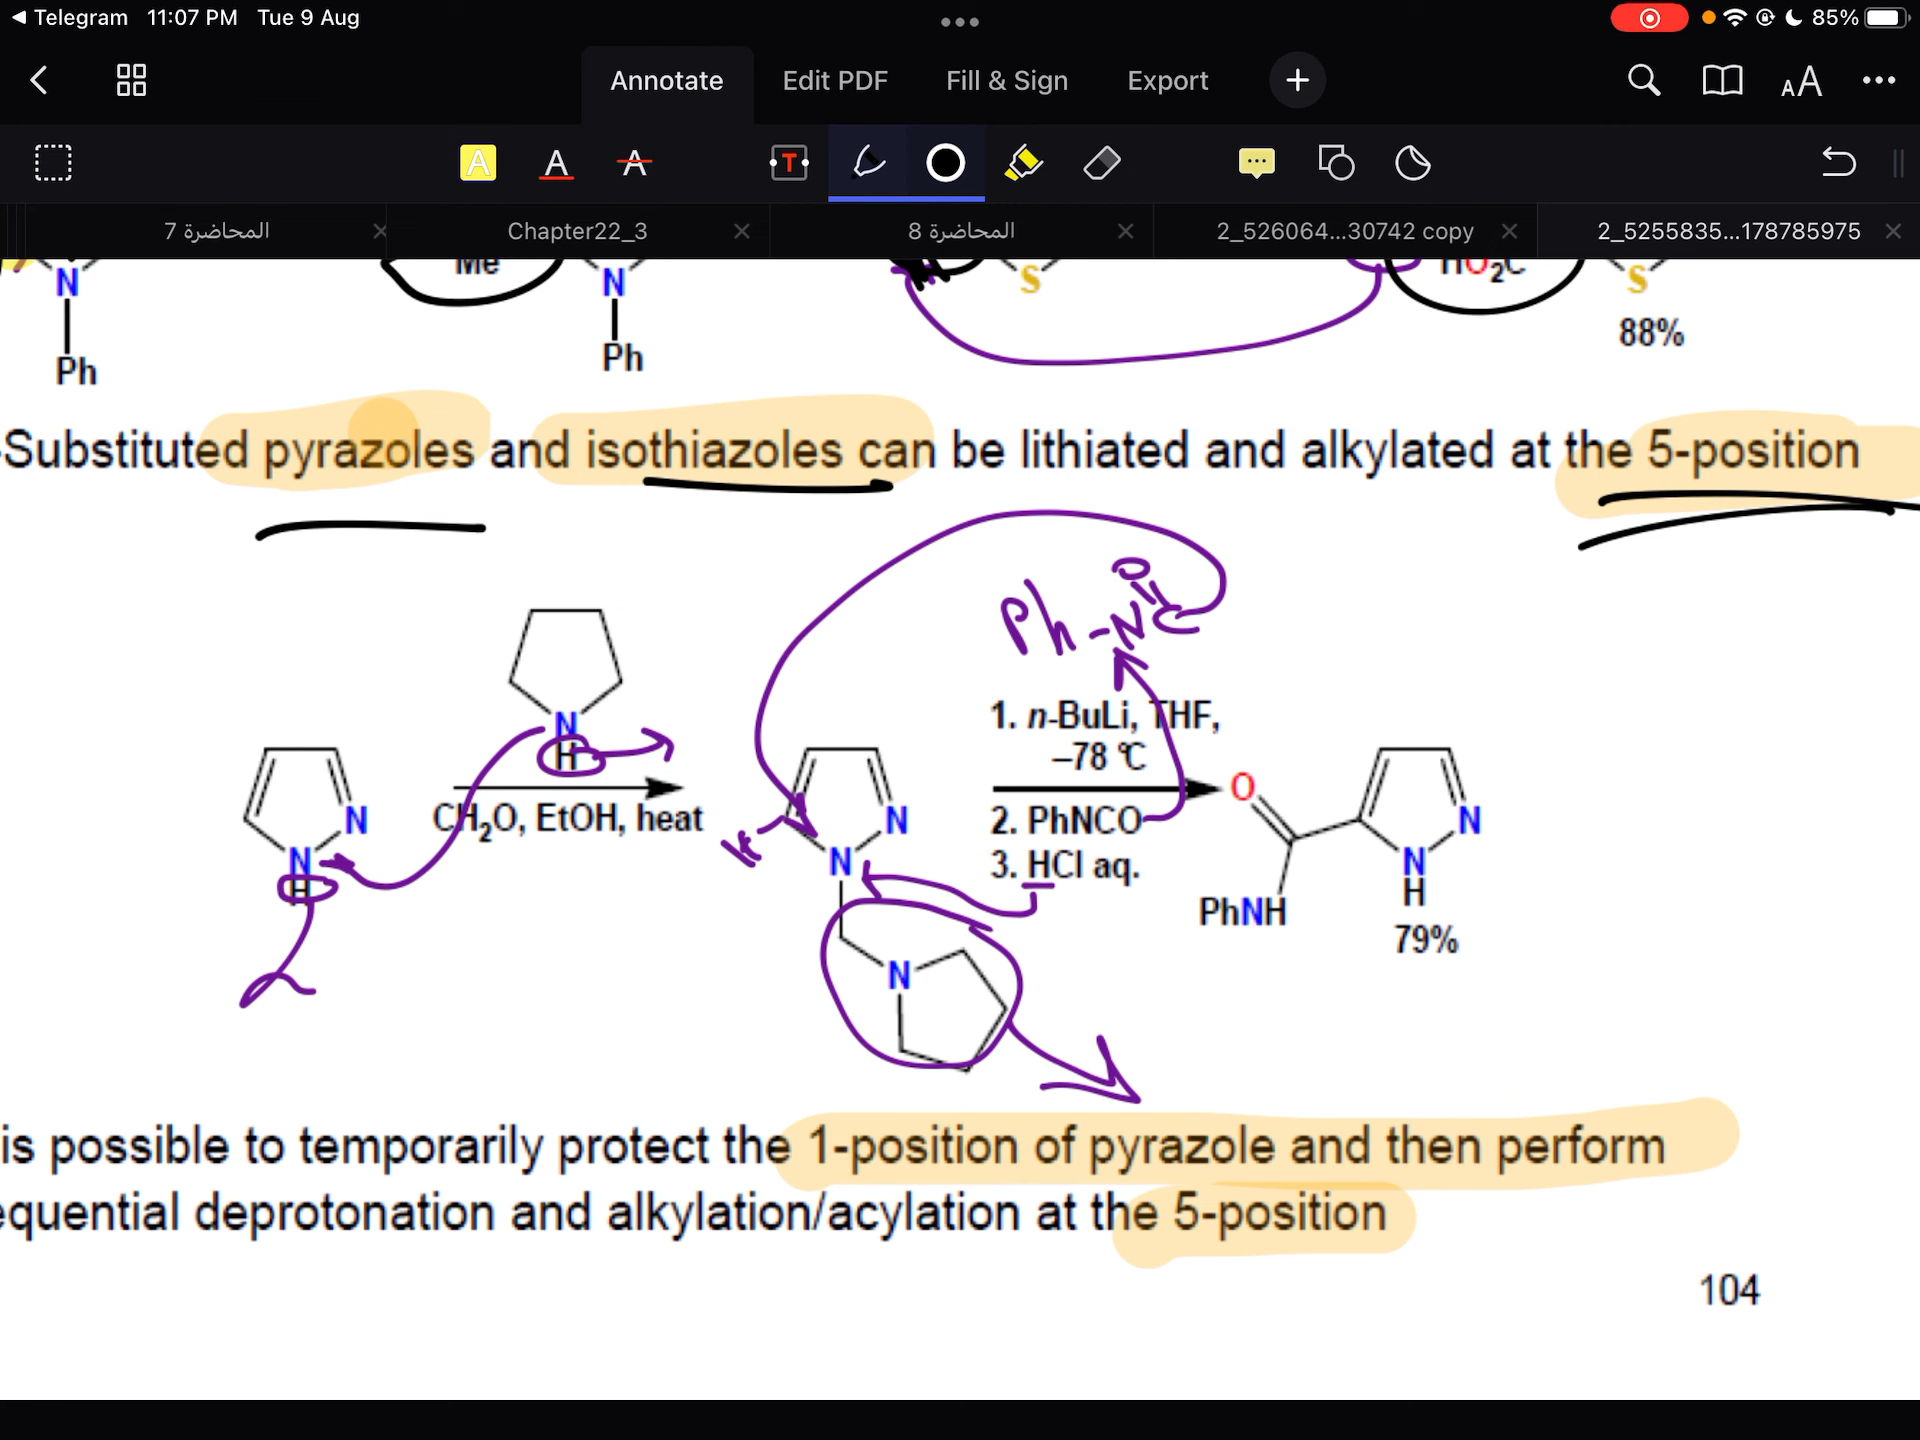 Telegram 11:07 PM Tue 9 Aug 85%
Annotate Edit PDF Fill & Sign Export
A A A T AA
المحاضرة 7 Chapter22_3 المحاضرة 8 2_526064...30742 copy 2_5255835...178785975
N Me N S HO₂C S
88%
Ph Ph
-Substituted pyrazoles and isothiazoles can be lithiated and alkylated at the 5-position
O
Ph-NC
N
H
1. n-BuLi, THF,
–78 °C
N
N
H
CH₂O, EtOH, heat
N
N
2. PhNCO
3. HCl aq.
O
N
N
H
PhNH
79%
N
is possible to temporarily protect the 1-position of pyrazole and then perform
equential deprotonation and alkylation/acylation at the 5-position
104